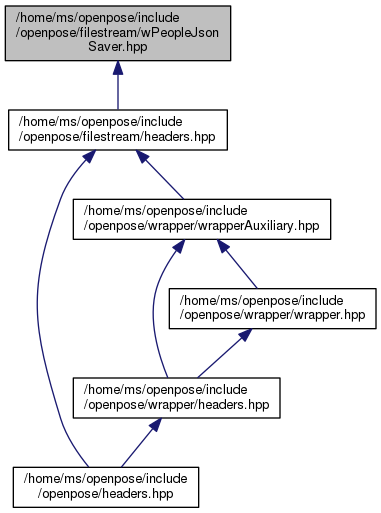 /home/ms/openpose/include
/openpose/filestream/wPeopleJson
Saver.hpp
/home/ms/openpose/include
/openpose/filestream/headers.hpp
/home/ms/openpose/include
/openpose/wrapper/wrapperAuxiliary.hpp
/home/ms/openpose/include
/openpose/wrapper/wrapper.hpp
/home/ms/openpose/include
/openpose/wrapper/headers.hpp
/home/ms/openpose/include
/openpose/headers.hpp